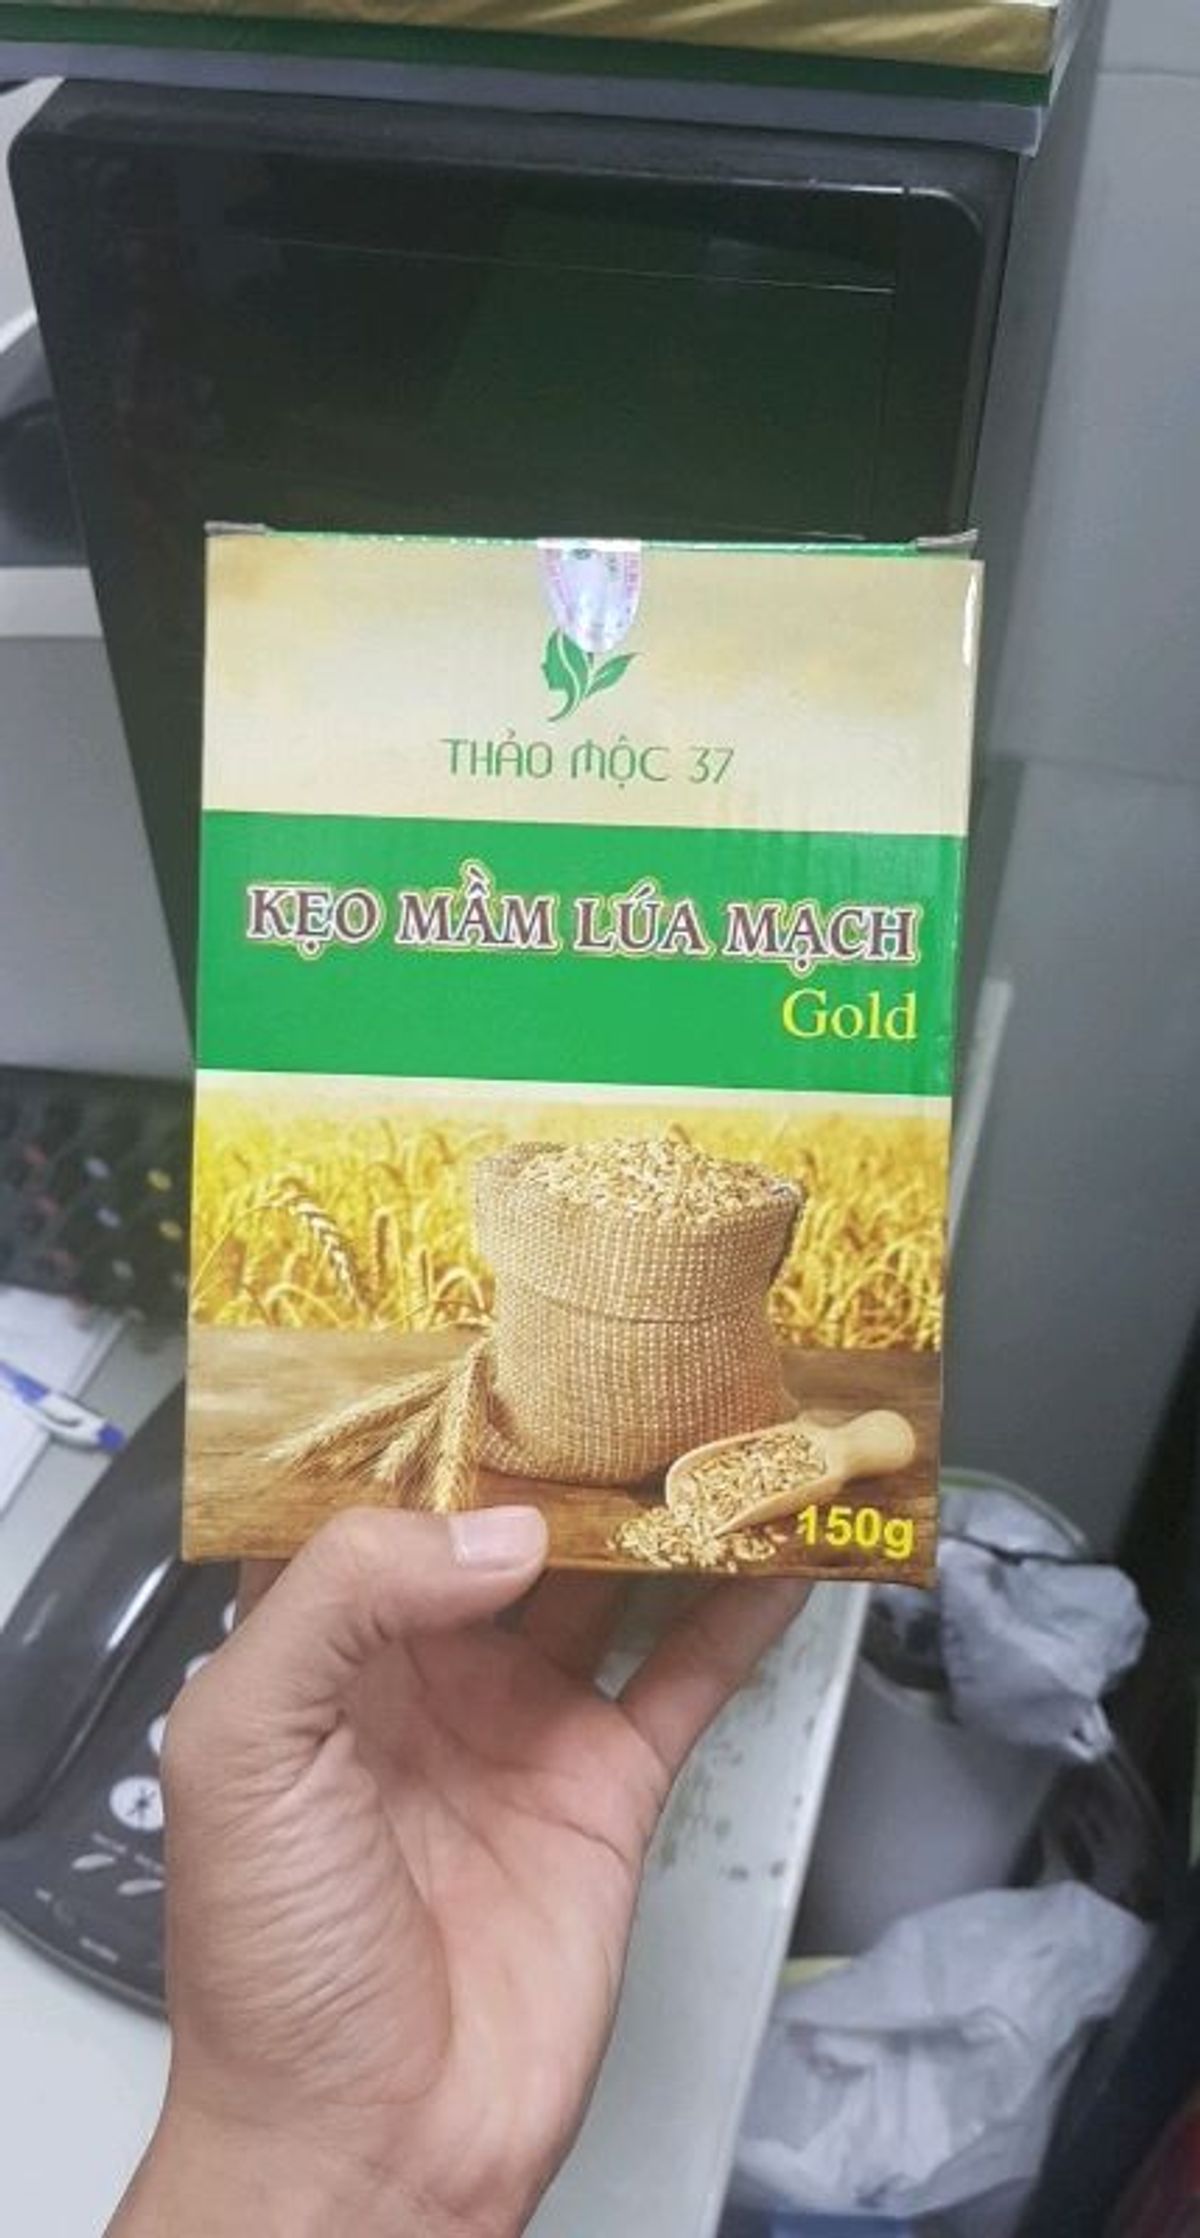 THẢO MỘC 37
KẸO MẦM LÚA MẠCH
Gold
150g